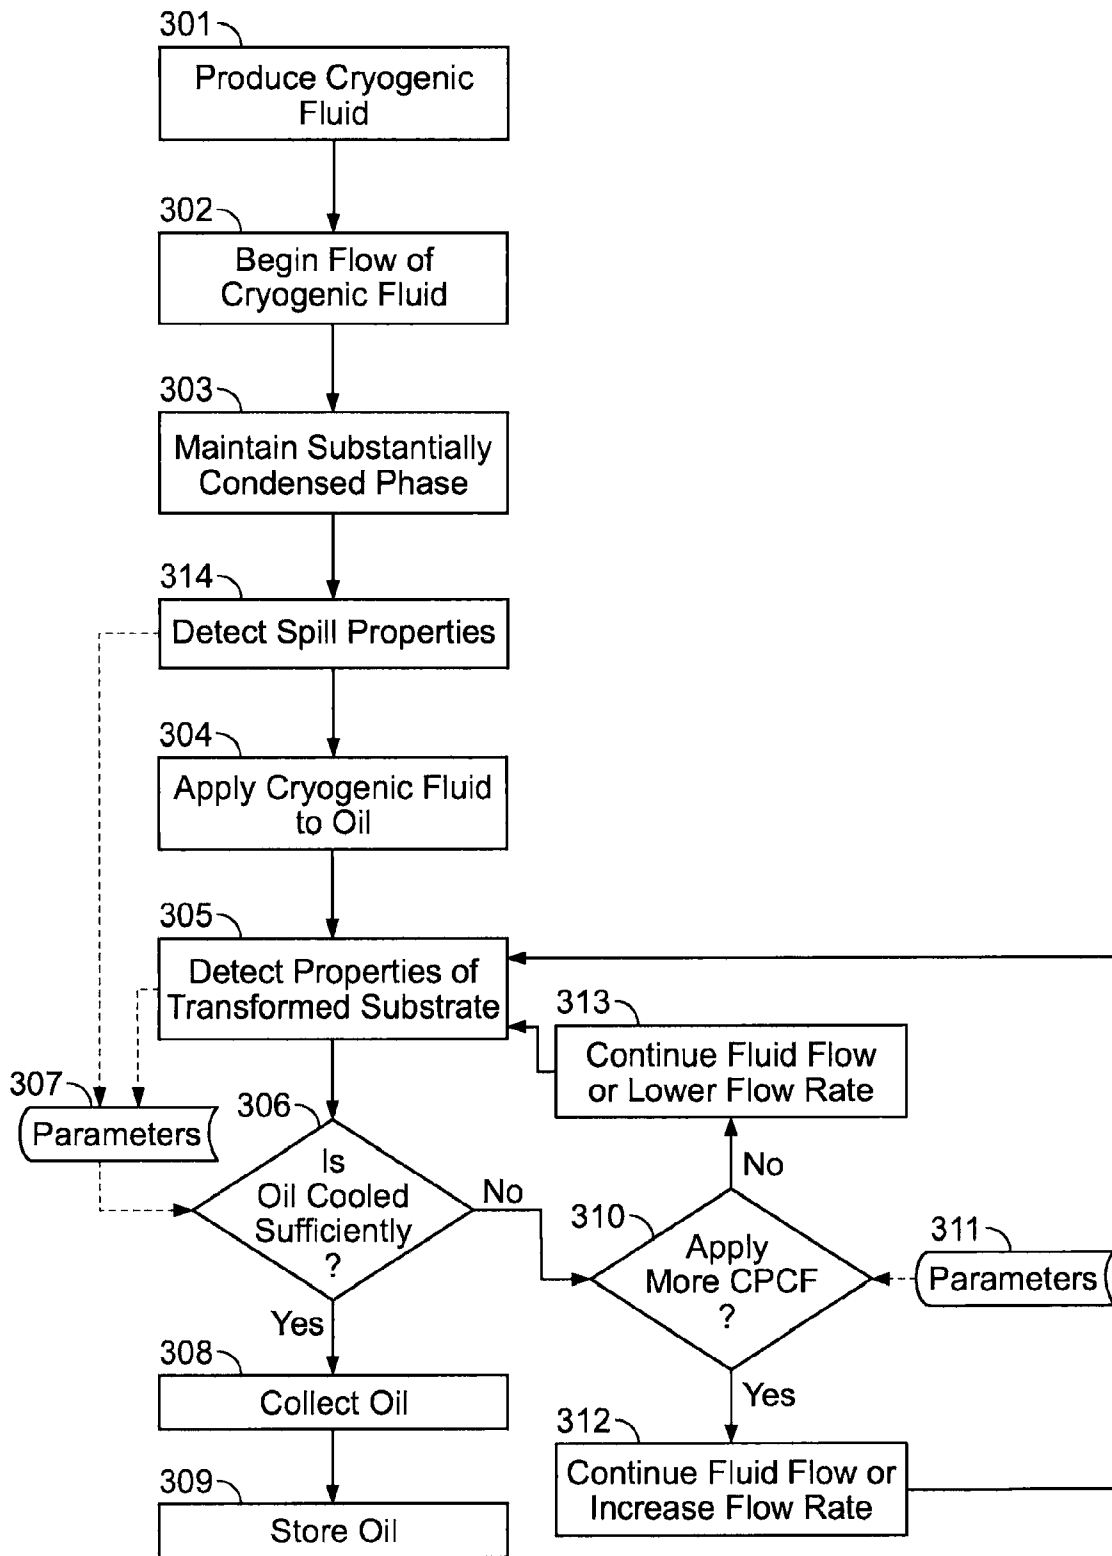 301
Produce Cryogenic
Fluid
302
Begin Flow of
Cryogenic Fluid
303
Maintain Substantially
Condensed Phase
314
Detect Spill Properties
304
Apply Cryogenic Fluid
to Oil
305
Detect Properties of
Transformed Substrate
313
Continue Fluid Flow
or Lower Flow Rate
307
Parameters
306
Is
Oil Cooled
Sufficiently
?
No
No
310
Apply
More CPCF
?
311
Parameters
Yes
308
Collect Oil
Yes
312
Continue Fluid Flow or
Increase Flow Rate
309
Store Oil